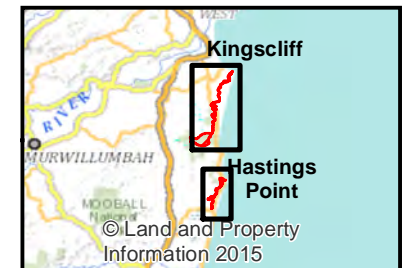 WEST
Kingscliff
RIVER
MURWILLUMBAH
Hastings
Point
MOOBALL
National
© Land and Property
Information 2015